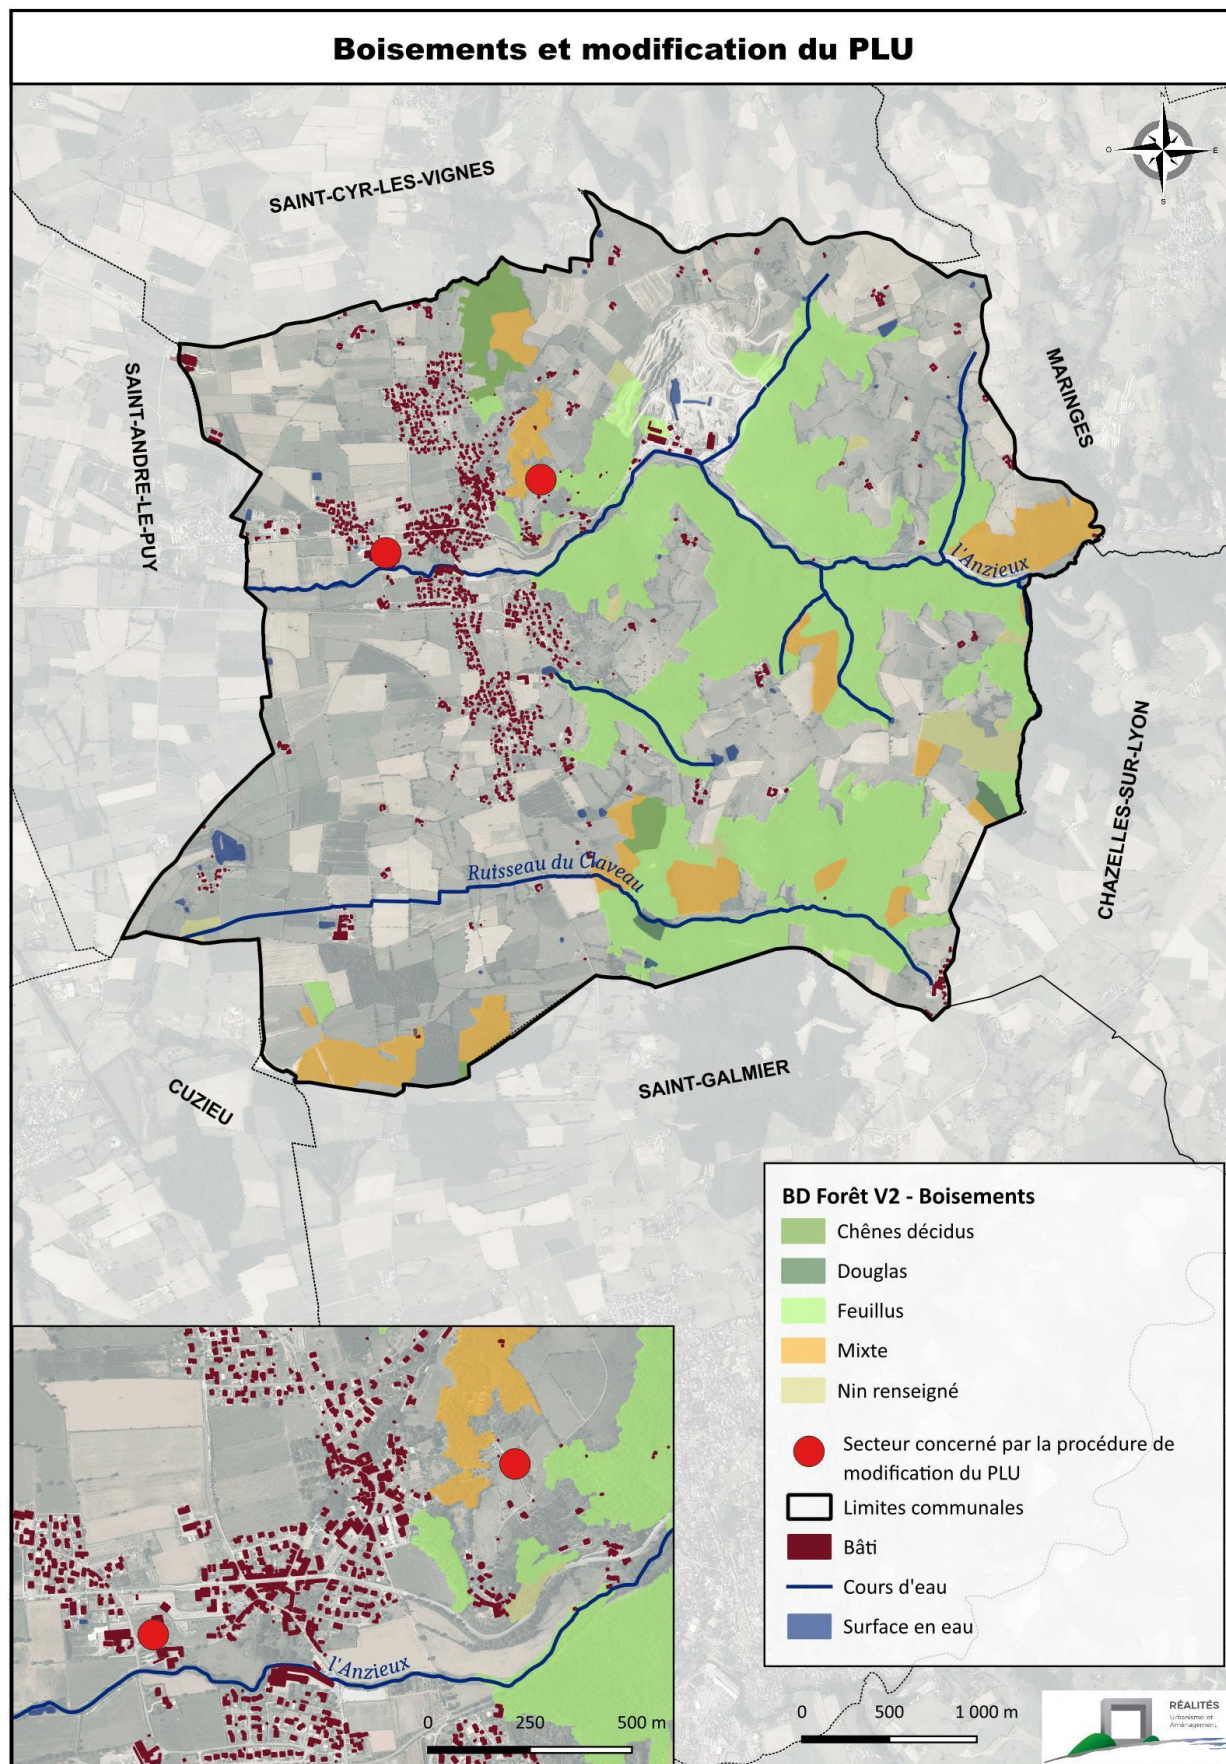 Boisements et modification du PLU
N
O
E
S
SAINT-CYR-LES-VIGNES
SAINT-ANDRE-LE-PUY
MARINGES
l'Anzieux
CHAZELLES-SUR-LYON
Ruisseau du Claveau
SAINT-GALMIER
CUZIEU
BD Forêt V2 - Boisements
Chênes décidus
Douglas
Feuillus
Mixte
Nin renseigné
Secteur concerné par la procédure de
modification du PLU
Limites communales
Bâti
Cours d'eau
Surface en eau
l'Anzieux
0 250 500 m
0 500 1 000 m
RÉALITÉS
Urbanisme et
Aménagement